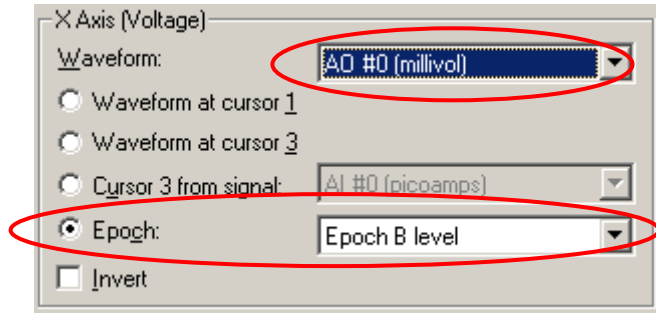 X Axis (Voltage)
Waveform: AO #0 (millivol)
Waveform at cursor 1
Waveform at cursor 3
Cursor 3 from signal: AI #0 (picoamps)
Epoch: Epoch B level
Invert